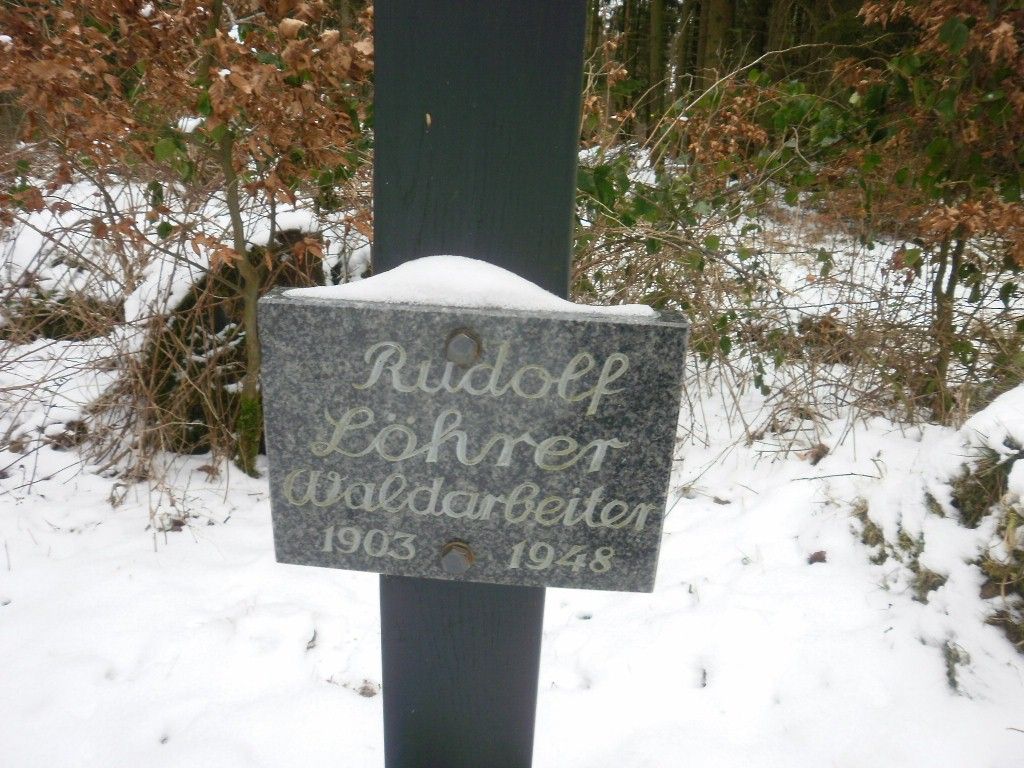 Rudolf
Löhrer
Waldarbeiter
1903 1948